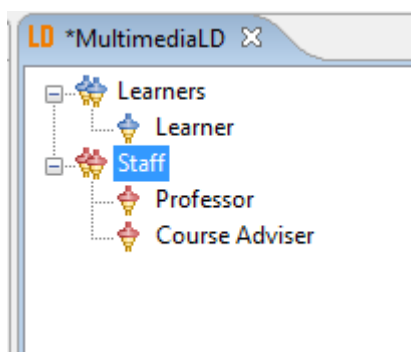 LD *MultimediaLD
Learners
Learner
Staff
Professor
Course Adviser